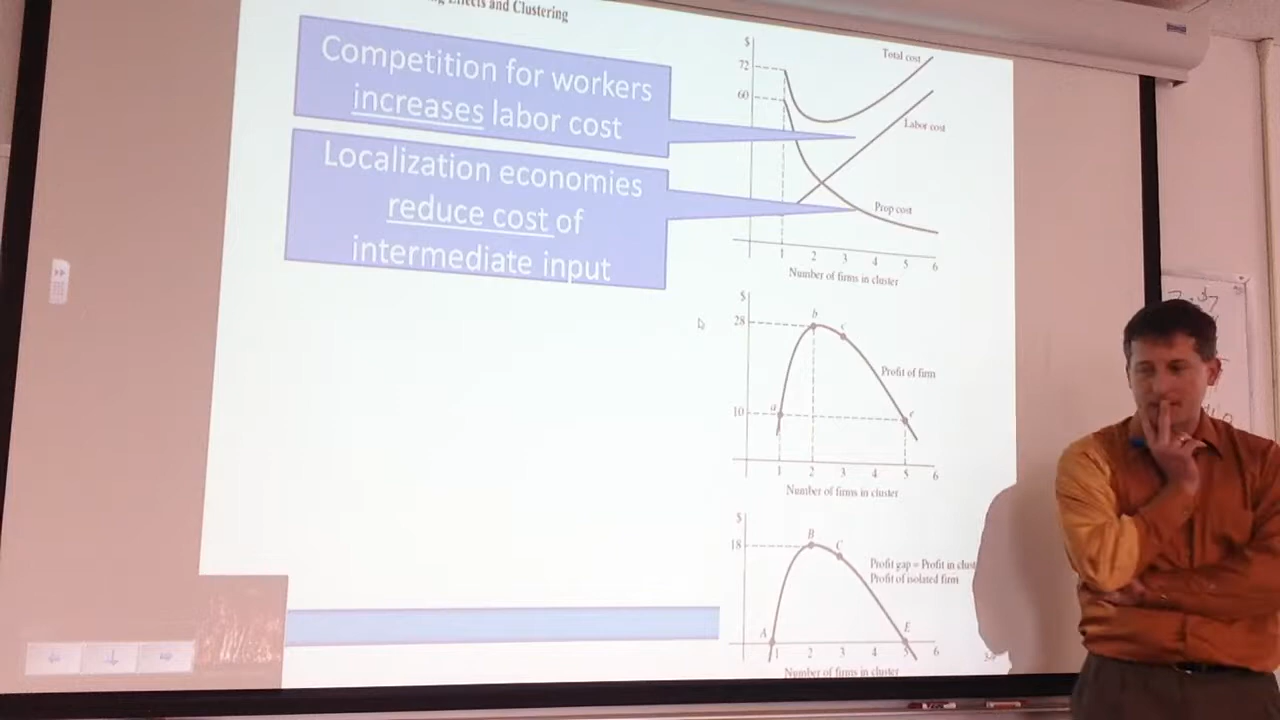 Effects and Clustering
Competition for workers
increases labor cost
Localization economies
reduce cost of
intermediate input
$
72
60
Total cost
Labor cost
Prop cost
1 2 3 4 5 6
Number of firms in cluster
$
28
10
a
b
c
e
Profit of firm
1 2 3 4 5 6
Number of firms in cluster
$
18
A
B
C
E
Profit gap = Profit in
Profit of isolated firm
1 2 3 4 5 6
Number of firms in cluster